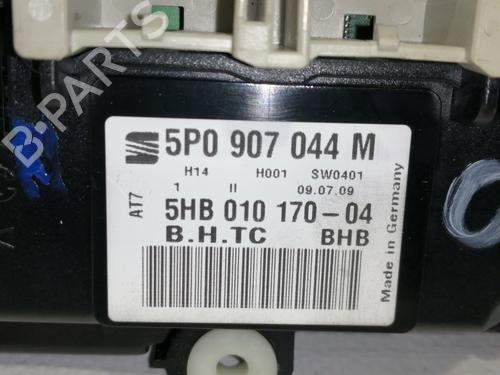 5P0 907 044 M
H14 H001 SW0401
1 II 09.07.09
AT7
5HB 010 170-04
B.H.TC BHB
Made in Germany
B-PARTS